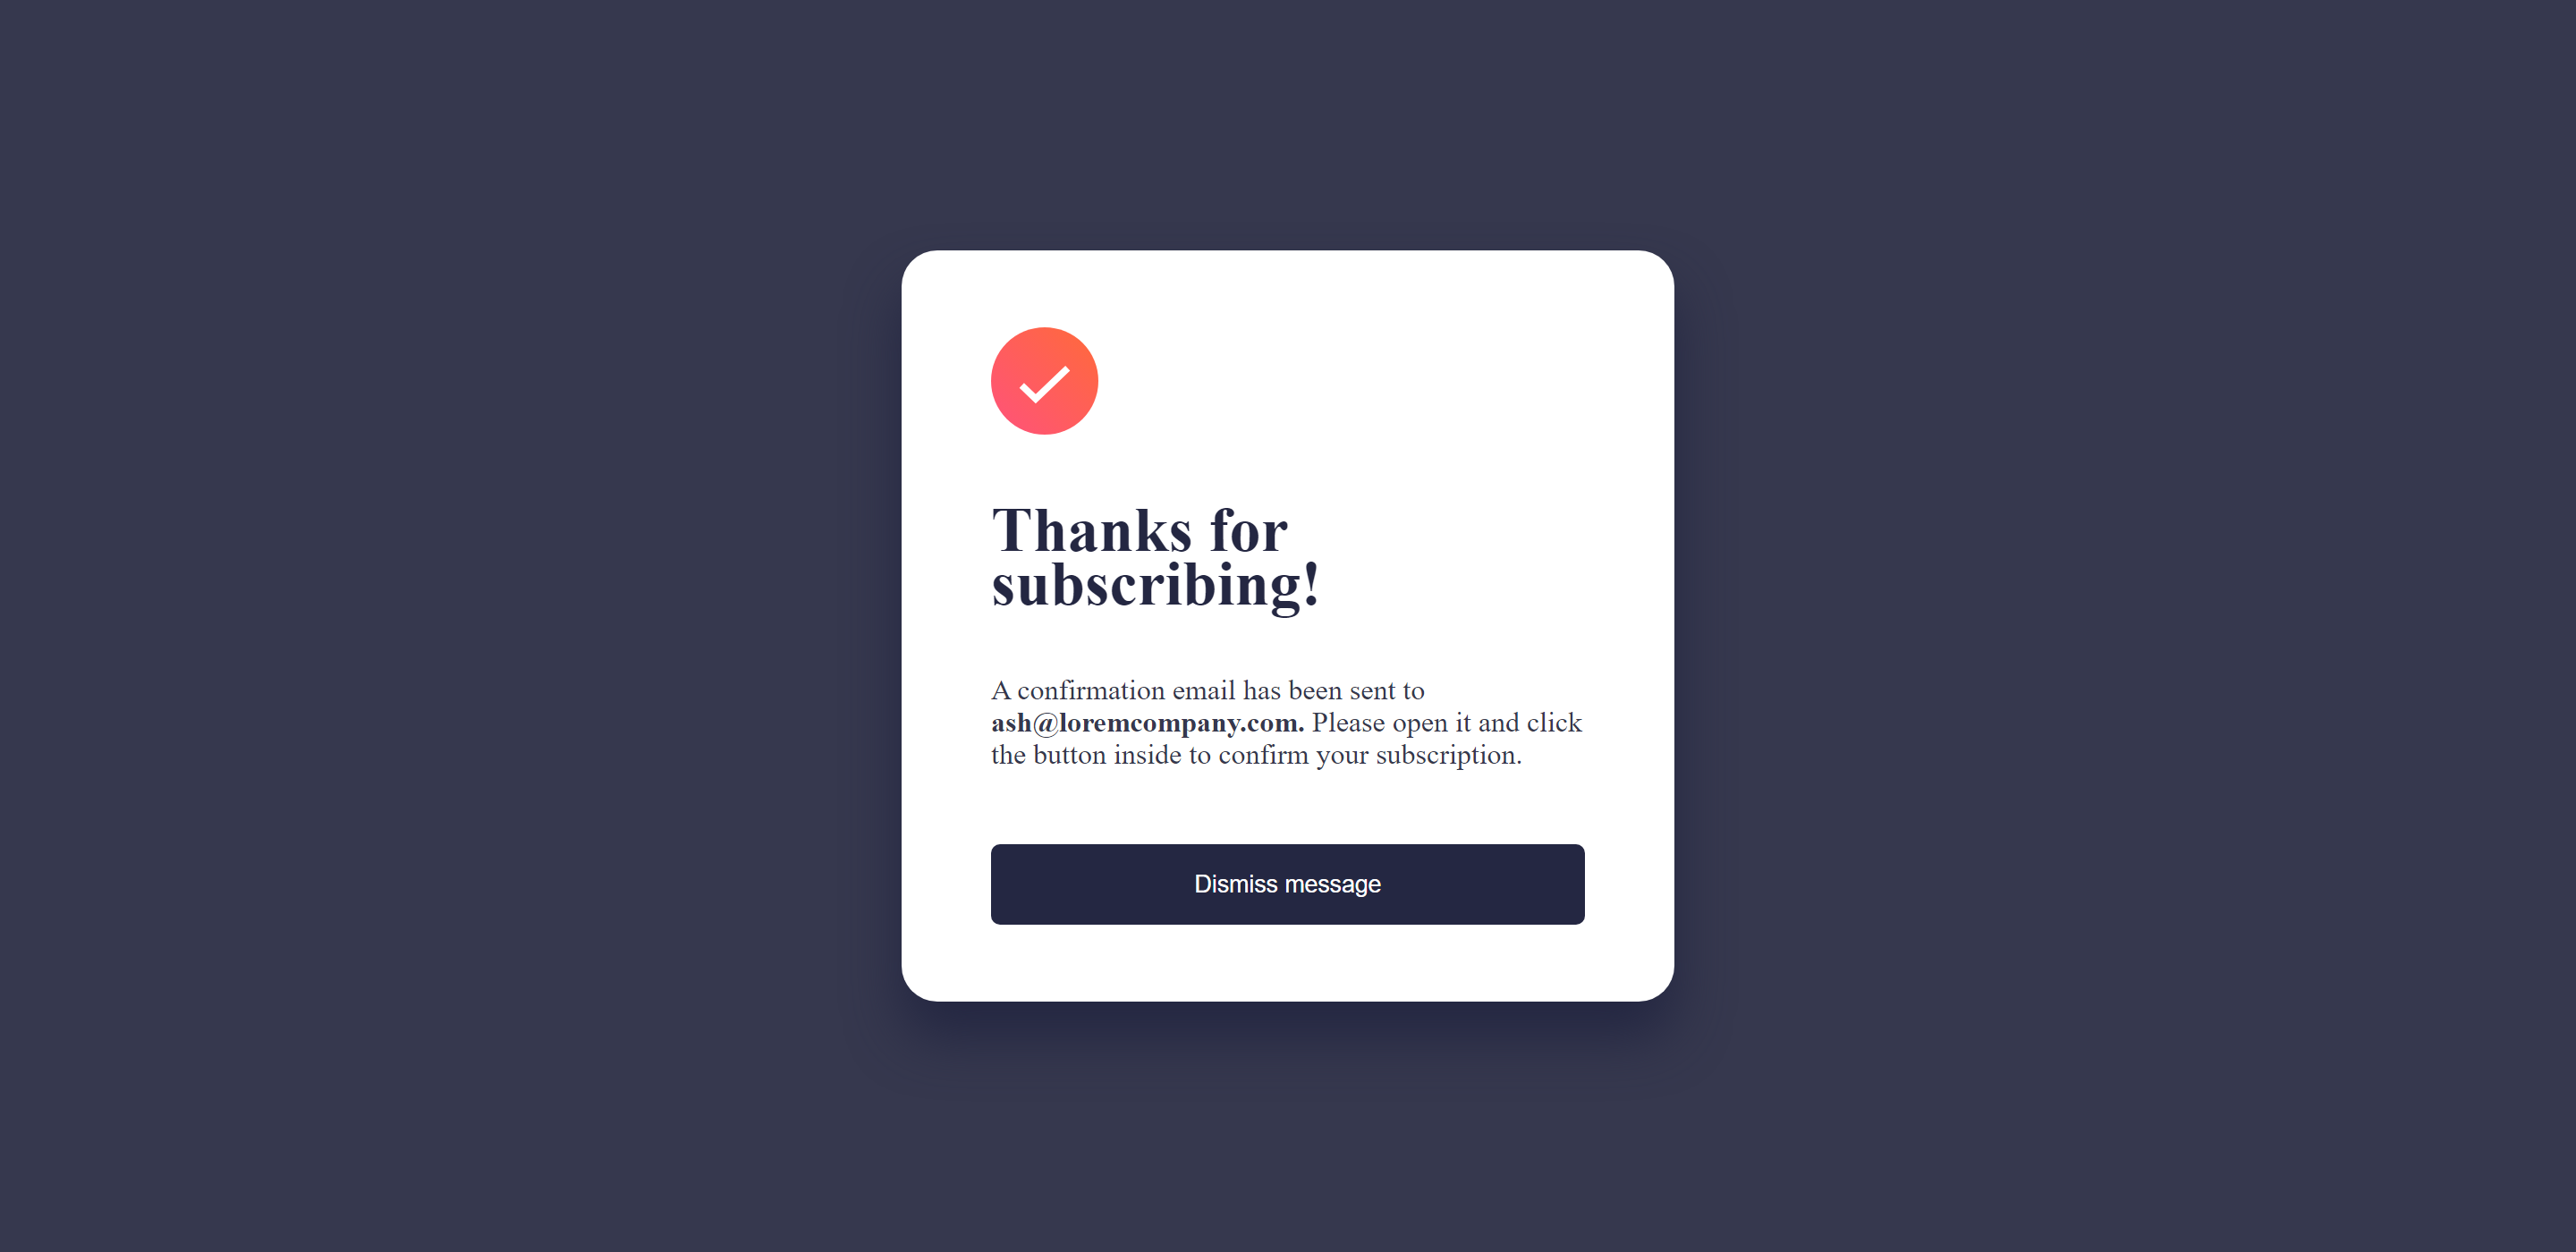 Thanks for
subscribing!
A confirmation email has been sent to
ash@loremcompany.com. Please open it and click
the button inside to confirm your subscription.
Dismiss message